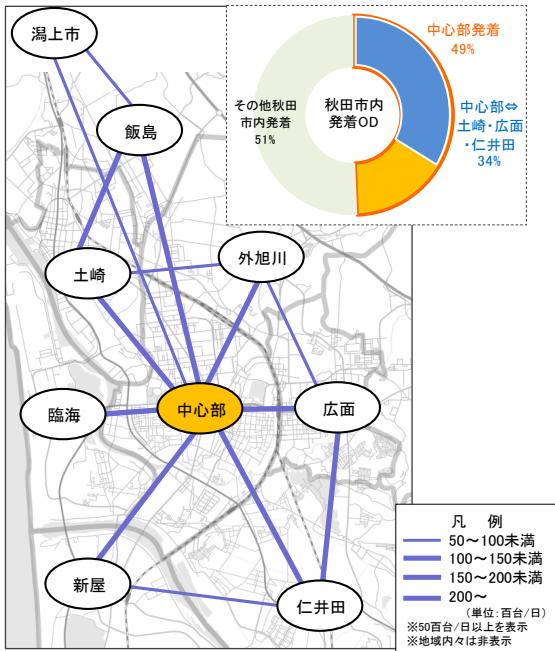 潟上市
飯島
土崎
外旭川
臨海
中心部
広面
新屋
仁井田
中心部発着
49%
その他秋田
市内発着
51%
秋田市内
発着OD
中心部⇔
土崎・広面
・仁井田
34%
凡 例
50～100未満
100～150未満
150～200未満
200～
(単位:百台/日)
※50百台/日以上を表示
※地域内々は非表示